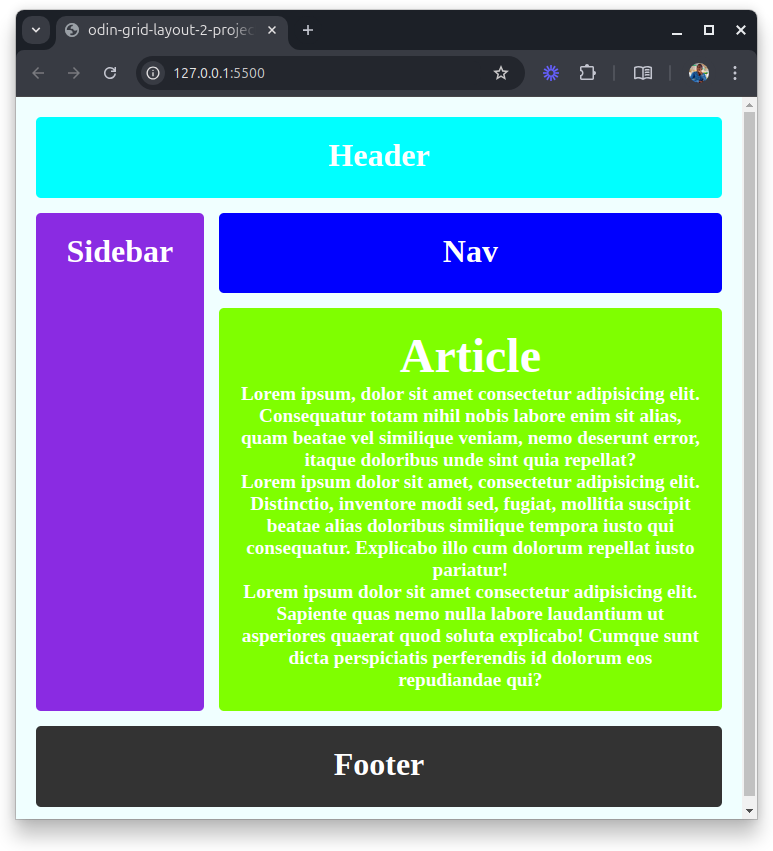 odin-grid-layout-2-projec
127.0.0.1:5500
Header
Sidebar
Nav
Article
Lorem ipsum, dolor sit amet consectetur adipisicing elit.
Consequatur totam nihil nobis labore enim sit alias,
quam beatae vel similique veniam, nemo deserunt error,
itaque doloribus unde sint quia repellat?
Lorem ipsum dolor sit amet, consectetur adipisicing elit.
Distinctio, inventore modi sed, fugiat, mollitia suscipit
beatae alias doloribus similique tempora iusto qui
consequatur. Explicabo illo cum dolorum repellat iusto
pariatur!
Lorem ipsum dolor sit amet consectetur adipisicing elit.
Sapiente quas nemo nulla labore laudantium ut
asperiores quaerat quod soluta explicabo! Cumque sunt
dicta perspiciatis perferendis id dolorum eos
repudiandae qui?
Footer